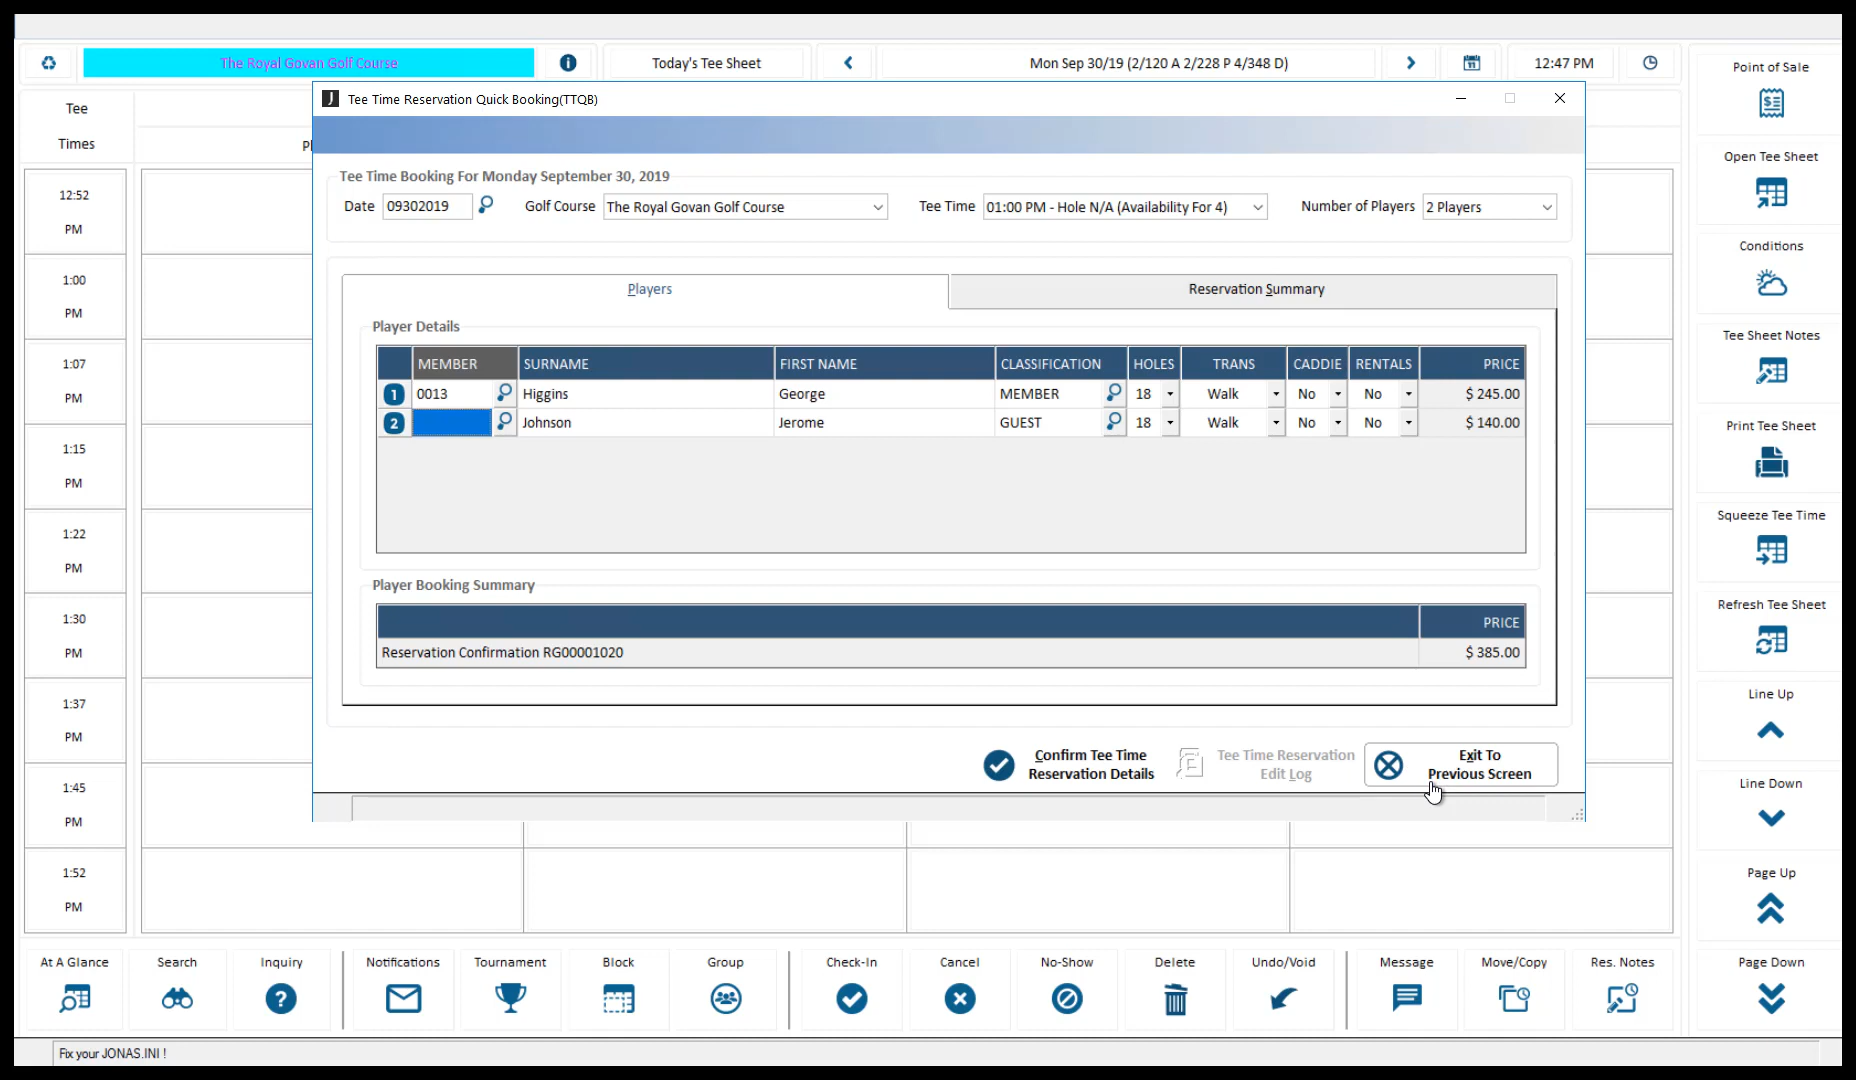 The Royal Govan Golf Course
Today's Tee Sheet
Mon Sep 30/19 (2/120 A 2/228 P 4/348 D)
12:47 PM
Tee
Times
Tee Time Reservation Quick Booking(TTQB)
Tee Time Booking For Monday September 30, 2019
Date 09302019 Golf Course The Royal Govan Golf Course Tee Time 01:00 PM - Hole N/A (Availability For 4) Number of Players 2 Players
Players
Reservation Summary
Player Details
MEMBER SURNAME FIRST NAME CLASSIFICATION HOLES TRANS CADDIE RENTALS PRICE
1 0013 Higgins George MEMBER 18 Walk No No $ 245.00
2 Johnson Jerome GUEST 18 Walk No No $ 140.00
Player Booking Summary
PRICE
Reservation Confirmation RG00001020 $ 385.00
Confirm Tee Time
Reservation Details
Tee Time Reservation
Edit Log
Exit To
Previous Screen
12:52
PM
1:00
PM
1:07
PM
1:15
PM
1:22
PM
1:30
PM
1:37
PM
1:45
PM
1:52
PM
Point of Sale
Open Tee Sheet
Conditions
Tee Sheet Notes
Print Tee Sheet
Squeeze Tee Time
Refresh Tee Sheet
Line Up
Line Down
Page Up
Page Down
At A Glance
Search
Inquiry
Notifications
Tournament
Block
Group
Check-In
Cancel
No-Show
Delete
Undo/Void
Message
Move/Copy
Res. Notes
Fix your JONAS.INI !